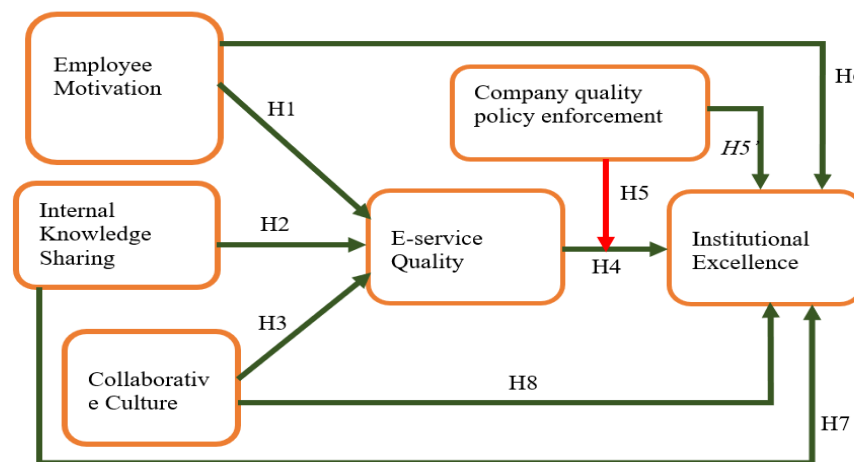 Employee
Motivation
H1
Company quality
policy enforcement
H5’
Internal
Knowledge
Sharing
H2
H5
E-service
Quality
H4
Institutional
Excellence
H3
Collaborativ
e Culture
H8
H7